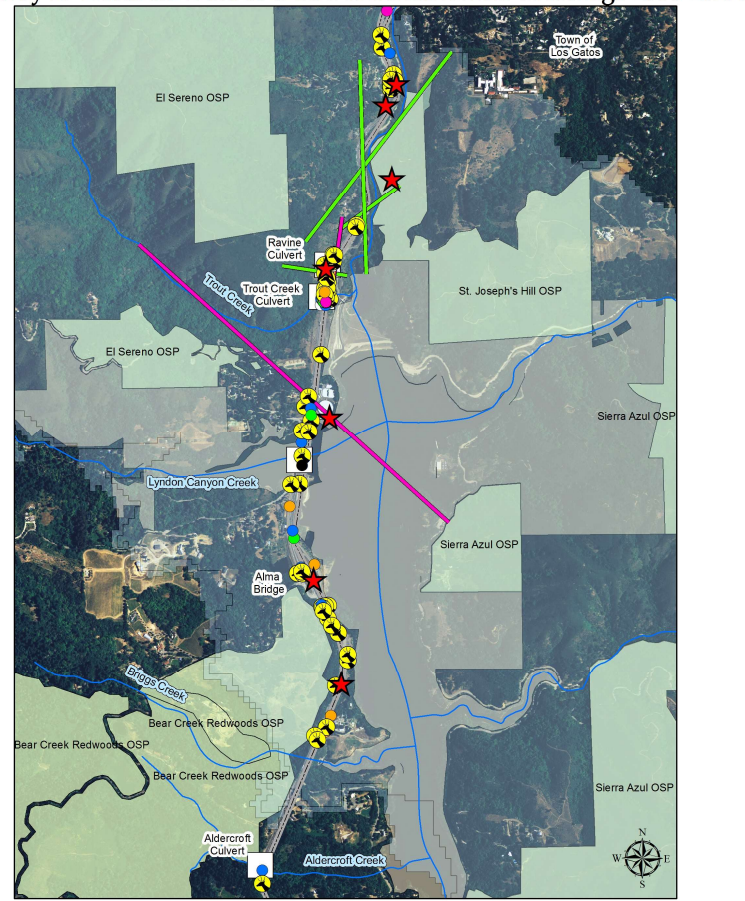 Town of
Los Gatos
El Sereno OSP
Ravine
Culvert
Trout Creek
Trout Creek
Culvert
St. Joseph's Hill OSP
El Sereno OSP
Sierra Azul OSP
Lyndon Canyon Creek
Sierra Azul OSP
Alma
Bridge
Briggs Creek
Bear Creek Redwoods OSP
Bear Creek Redwoods OSP
Bear Creek Redwoods OSP
Sierra Azul OSP
Aldercroft
Culvert
Aldercroft Creek
N
W
E
S